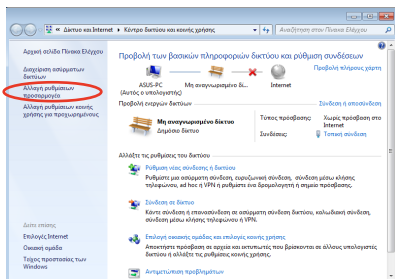 « Δίκτυο και Internet ▸ Κέντρο δικτύου και κοινής χρήσης
Αναζήτηση στον Πίνακα Ελέγχου
Αρχική σελίδα Πίνακα Ελέγχου
Διαχείριση ασύρματων
δικτύων
Αλλαγή ρυθμίσεων
προσαρμογέα
Αλλαγή ρυθμίσεων κοινής
χρήσης για προχωρημένους
Δείτε επίσης
Επιλογές Internet
Οικιακή ομάδα
Τείχος προστασίας των
Windows
Προβολή των βασικών πληροφοριών δικτύου και ρύθμιση συνδέσεων
Προβολή πλήρους χάρτη
ASUS-PC
(Αυτός ο υπολογιστής)
Μη αναγνωρισμένο δί...
Internet
Προβολή ενεργών δικτύων
Σύνδεση ή αποσύνδεση
Μη αναγνωρισμένο δίκτυο
Δημόσιο δίκτυο
Τύπος πρόσβασης: Χωρίς πρόσβαση στο
Internet
Συνδέσεις: Τοπική σύνδεση
Αλλάξτε τις ρυθμίσεις του δικτύου
Ρύθμιση νέας σύνδεσης ή δικτύου
Ρυθμίστε μια ασύρματη σύνδεση, ευρυζωνική σύνδεση, σύνδεση μέσω κλήσης
τηλεφώνου, ad hoc ή VPN ή ρυθμίστε ένα δρομολογητή ή σημείο πρόσβασης.
Σύνδεση σε δίκτυο
Κάντε σύνδεση ή επανασύνδεση σε ασύρματη σύνδεση δικτύου, καλωδιακή σύνδεση,
σύνδεση μέσω κλήσης τηλεφώνου ή VPN.
Επιλογή οικιακής ομάδας και επιλογές κοινής χρήσης
Αποκτήστε πρόσβαση σε αρχεία και εκτυπωτές που βρίσκονται σε άλλους υπολογιστές
δικτύου ή αλλάξτε τις ρυθμίσεις κοινής χρήσης.
Αντιμετώπιση προβλημάτων